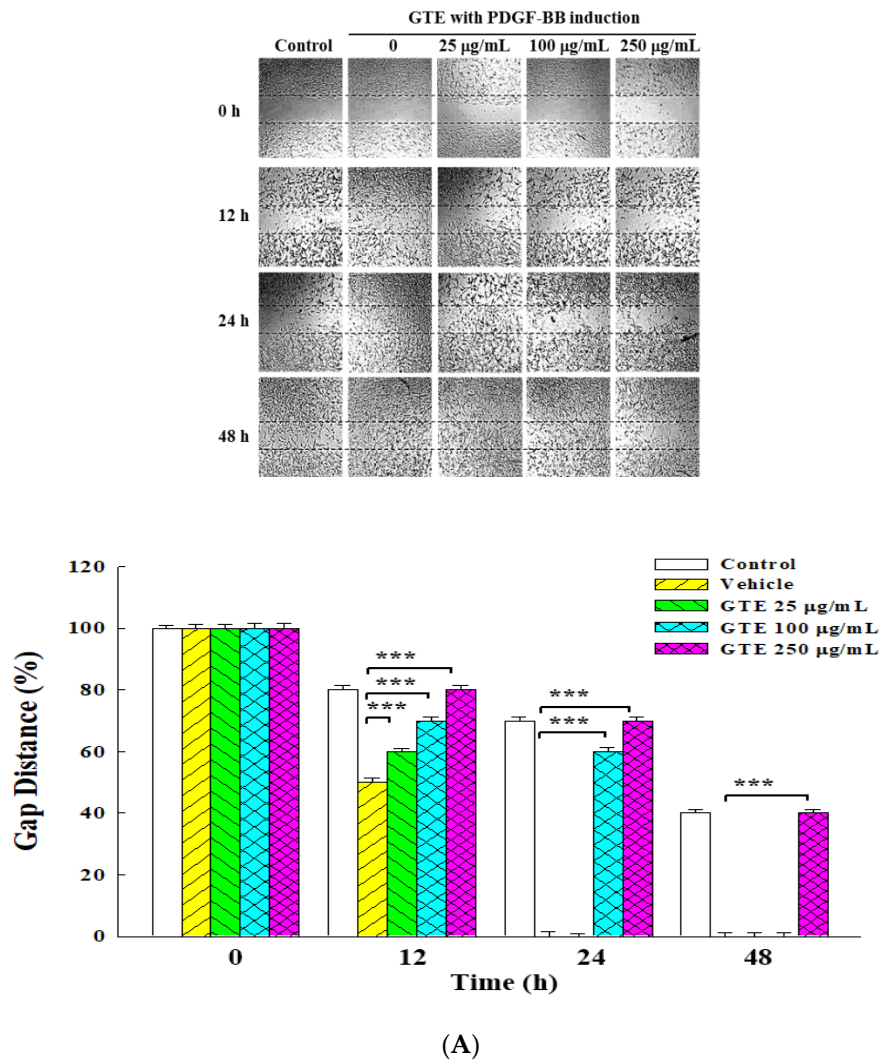 GTE with PDGF-BB induction
Control 0 25 μg/mL 100 μg/mL 250 μg/mL
0 h
12 h
24 h
48 h
Control
Vehicle
GTE 25 μg/mL
GTE 100 μg/mL
GTE 250 μg/mL
Gap Distance (%)
120
100
80
60
40
20
0
***
***
***
***
***
***
0 12 24 48
Time (h)
(A)